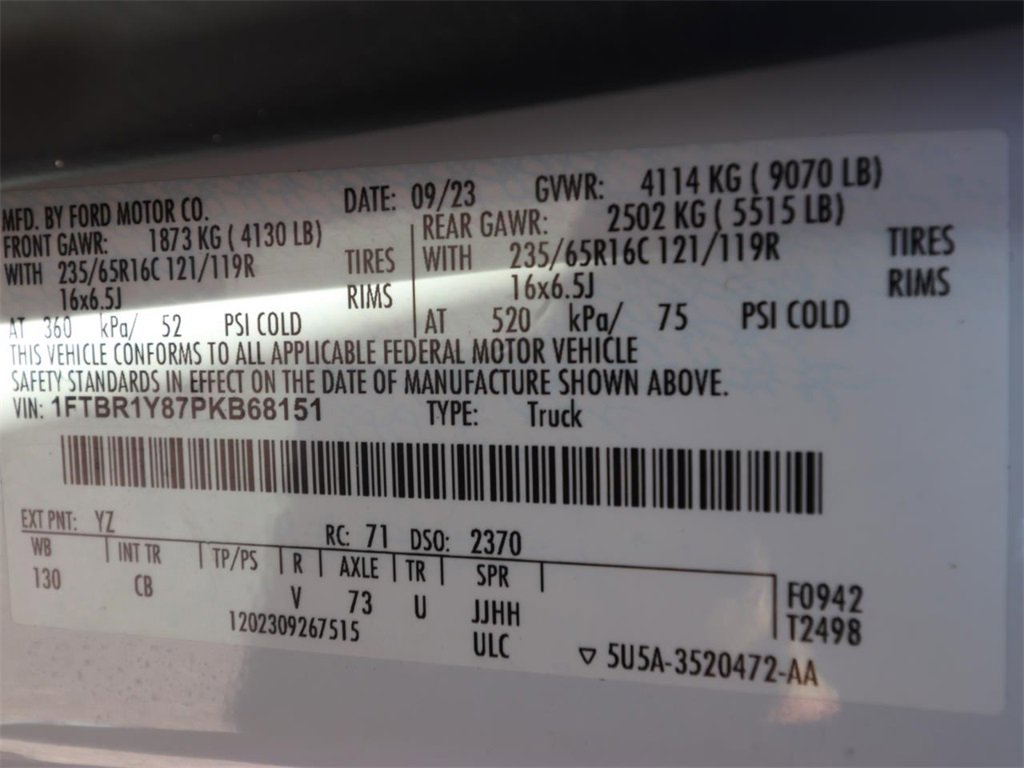 MFD. BY FORD MOTOR CO. DATE: 09/23 GVWR: 4114 KG ( 9070 LB)
FRONT GAWR: 1873 KG ( 4130 LB) REAR GAWR: 2502 KG ( 5515 LB)
WITH 235/65R16C 121/119R TIRES WITH 235/65R16C 121/119R TIRES
16x6.5J RIMS 16x6.5J RIMS
AT 360 kPa/ 52 PSI COLD AT 520 kPa/ 75 PSI COLD
THIS VEHICLE CONFORMS TO ALL APPLICABLE FEDERAL MOTOR VEHICLE
SAFETY STANDARDS IN EFFECT ON THE DATE OF MANUFACTURE SHOWN ABOVE.
VIN: 1FTBR1Y87PKB68151 TYPE: Truck
EXT PNT: YZ RC: 71 DSO: 2370
WB INT TR TP/PS R AXLE TR SPR F0942
130 CB V 73 U JJHH T2498
1202309267515 ULC ▽ 5U5A-3520472-AA